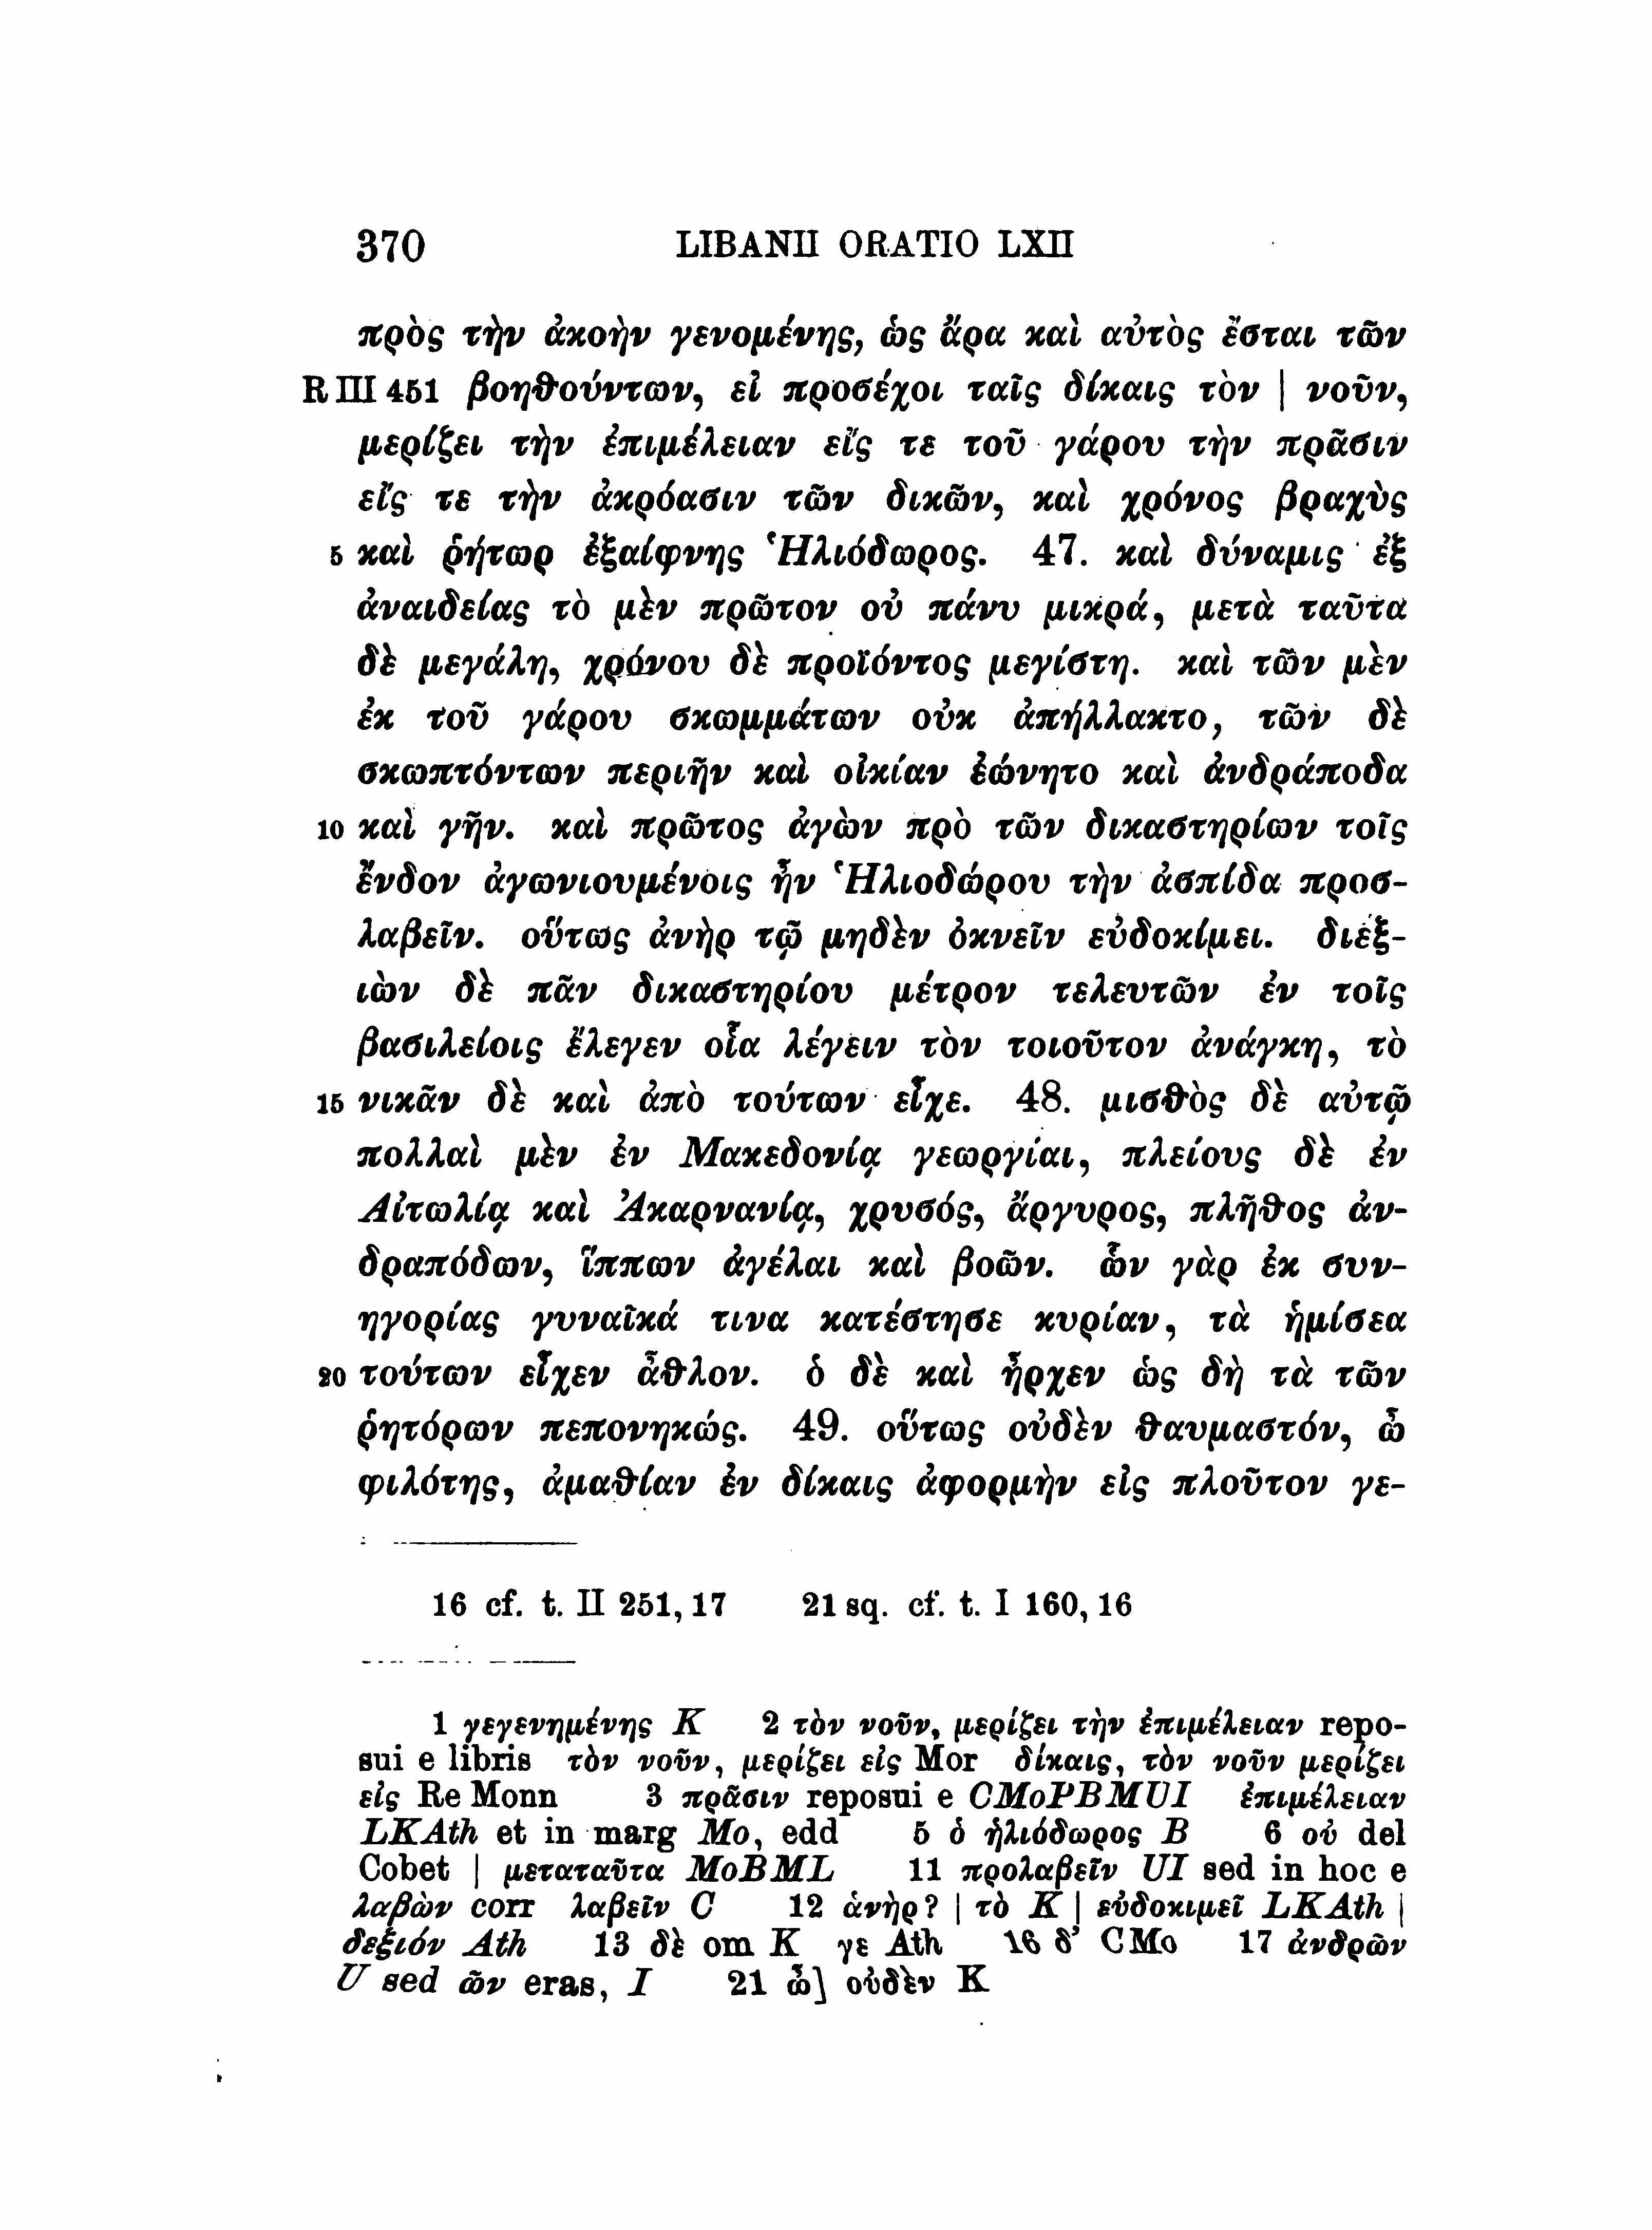 370 LIBANII ORATIO LXII
πρὸς τὴν ἀκοὴν γενομένης, ὡς ἄρα καὶ αὐτὸς ἔσται τῶν
R III 451 βοηθούντων, εἰ προσέχοι ταῖς δίκαις τὸν | νοῦν,
μερίζει τὴν ἐπιμέλειαν εἴς τε τοῦ γάρου τὴν πρᾶσιν
εἴς τε τὴν ἀκρόασιν τῶν δικῶν, καὶ χρόνος βραχὺς
5 καὶ ῥήτωρ ἐξαίφνης Ἡλιόδωρος. 47. καὶ δύναμις ἐξ
ἀναιδείας τὸ μὲν πρῶτον οὐ πάνυ μικρά, μετὰ ταῦτα
δὲ μεγάλη, χρόνου δὲ προϊόντος μεγίστη. καὶ τῶν μὲν
ἐκ τοῦ γάρου σκωμμάτων οὐκ ἀπήλλακτο, τῶν δὲ
σκωπτόντων περιῆν καὶ οἰκίαν ἐώνητο καὶ ἀνδράποδα
10 καὶ γῆν. καὶ πρῶτος ἀγὼν πρὸ τῶν δικαστηρίων τοῖς
ἔνδον ἀγωνιουμένοις ἦν Ἡλιοδώρου τὴν ἀσπίδα προσ-
λαβεῖν. οὕτως ἀνὴρ τῷ μηδὲν ὀκνεῖν εὐδοκίμει. διεξ-
ιὼν δὲ πᾶν δικαστηρίου μέτρον τελευτῶν ἐν τοῖς
βασιλείοις ἔλεγεν οἷα λέγειν τὸν τοιοῦτον ἀνάγκη, τὸ
15 νικᾶν δὲ καὶ ἀπὸ τούτων εἶχε. 48. μισθὸς δὲ αὐτῷ
πολλαὶ μὲν ἐν Μακεδονίᾳ γεωργίαι, πλείους δὲ ἐν
Αἰτωλίᾳ καὶ Ἀκαρνανίᾳ, χρυσός, ἄργυρος, πλῆθος ἀν-
δραπόδων, ἵππων ἀγέλαι καὶ βοῶν. ὧν γὰρ ἐκ συν-
ηγορίας γυναῖκά τινα κατέστησε κυρίαν, τὰ ἡμίσεα
20 τούτων εἶχεν ἆθλον. ὁ δὲ καὶ ἦρχεν ὡς δὴ τὰ τῶν
ῥητόρων πεπονηκώς. 49. οὕτως οὐδὲν θαυμαστόν, ὦ
φιλότης, ἀμαθίαν ἐν δίκαις ἀφορμὴν εἰς πλοῦτον γε-
16 cf. t. II 251,17 21 sq. cf. t. I 160,16
1 γεγενημένης K 2 τὸν νοῦν, μερίζει τὴν ἐπιμέλειαν repo-
sui e libris τὸν νοῦν, μερίζει εἰς Mor δίκαις, τὸν νοῦν μερίζει
εἰς Re Monn 3 πρᾶσιν reposui e CMoPBMUI ἐπιμέλειαν
LKAth et in marg Mo, edd 5 ὁ ἡλιόδωρος B 6 οὐ del
Cobet | μεταταῦτα MoBML 11 προλαβεῖν UI sed in hoc e
λαβὼν corr λαβεῖν C 12 ἁνὴρ? | τὸ K | εὐδοκιμεῖ LKAth |
δεξιόν Ath 13 δὲ om K γε Ath 16 δ’ CMo 17 ἀνδρῶν
U sed ῶν eras, I 21 ὦ] οὐδὲν K